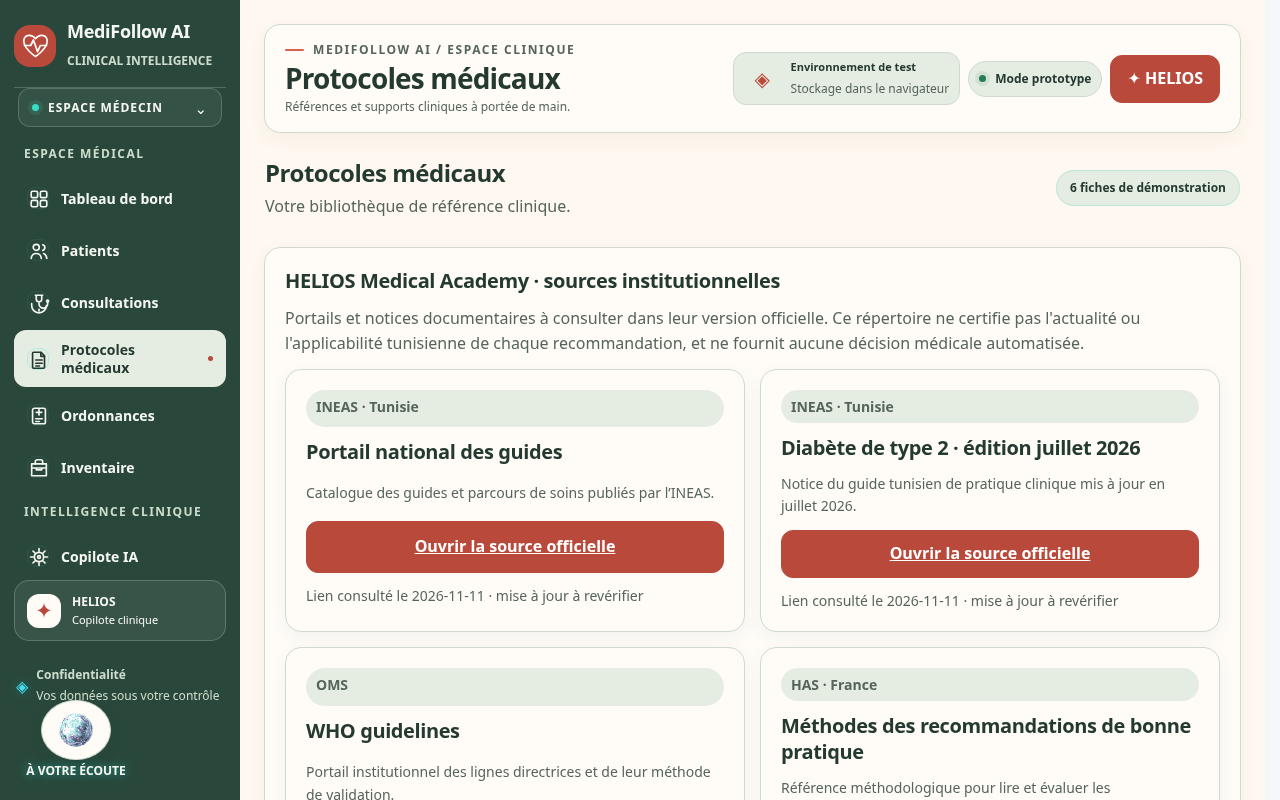 MediFollow AI
CLINICAL INTELLIGENCE
ESPACE MÉDECIN
ESPACE MÉDICAL
Tableau de bord
Patients
Consultations
Protocoles
médicaux
Ordonnances
Inventaire
INTELLIGENCE CLINIQUE
Copilote IA
HELIOS
Copilote clinique
Confidentialité
Vos données sous votre contrôle
À VOTRE ÉCOUTE
MEDIFOLLOW AI / ESPACE CLINIQUE
Protocoles médicaux
Références et supports cliniques à portée de main.
Environnement de test
Stockage dans le navigateur
Mode prototype
✦ HELIOS
Protocoles médicaux
Votre bibliothèque de référence clinique.
6 fiches de démonstration
HELIOS Medical Academy · sources institutionnelles
Portails et notices documentaires à consulter dans leur version officielle. Ce répertoire ne certifie pas l'actualité ou
l'applicabilité tunisienne de chaque recommandation, et ne fournit aucune décision médicale automatisée.
INEAS · Tunisie
Portail national des guides
Catalogue des guides et parcours de soins publiés par l’INEAS.
Ouvrir la source officielle
Lien consulté le 2026-11-11 · mise à jour à revérifier
INEAS · Tunisie
Diabète de type 2 · édition juillet 2026
Notice du guide tunisien de pratique clinique mis à jour en
juillet 2026.
Ouvrir la source officielle
Lien consulté le 2026-11-11 · mise à jour à revérifier
OMS
WHO guidelines
Portail institutionnel des lignes directrices et de leur méthode
de validation.
HAS · France
Méthodes des recommandations de bonne
pratique
Référence méthodologique pour lire et évaluer les